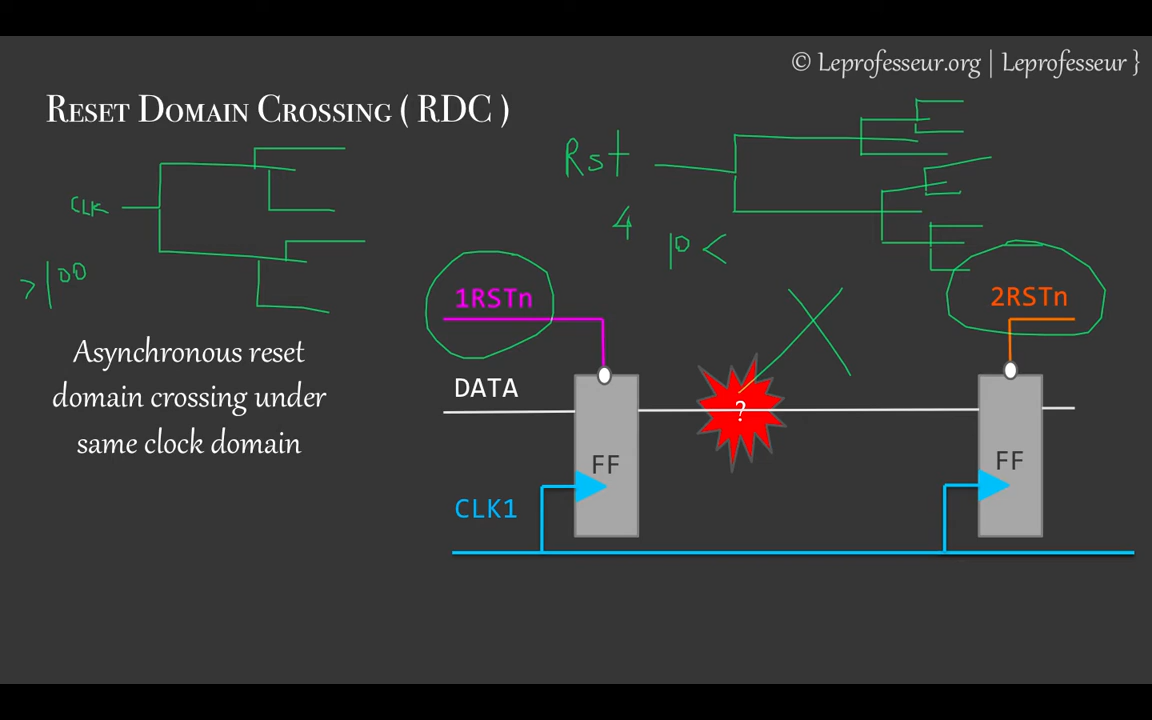 © Leprofesseur.org | Leprofesseur }
RESET DOMAIN CROSSING ( RDC )
Rst
CLK
4
10 <
> 100
1RSTn
2RSTn
Asynchronous reset
domain crossing under
same clock domain
DATA
?
FF
FF
CLK1